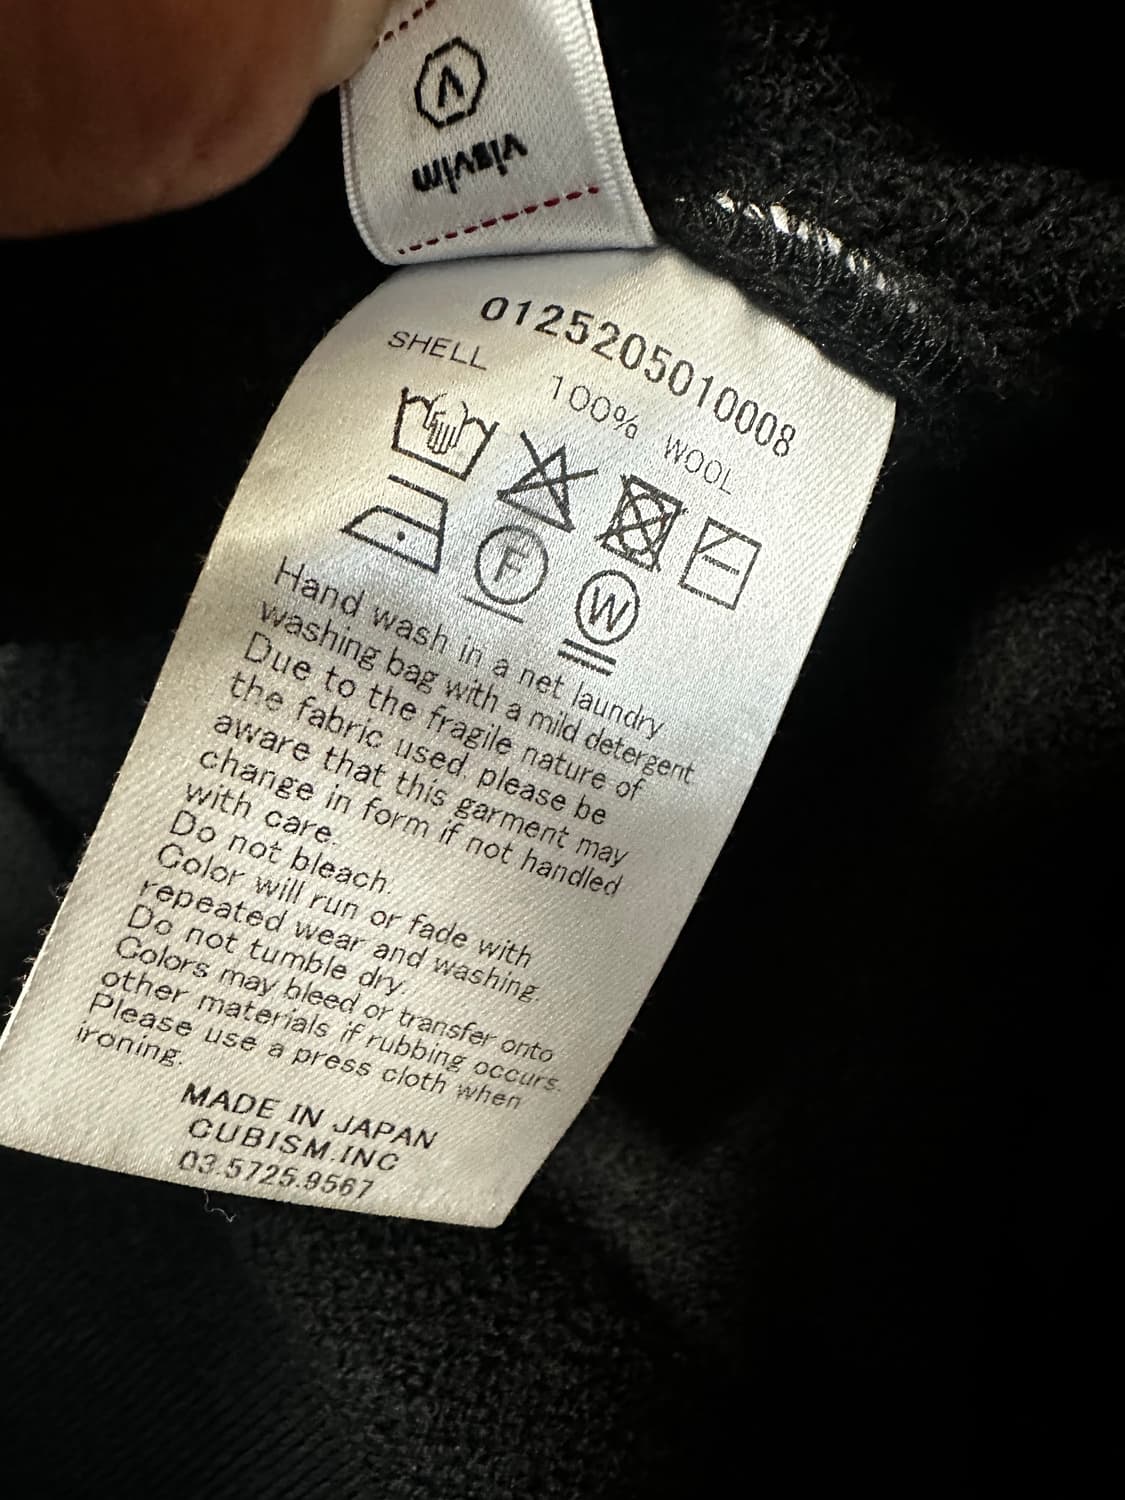 visvim
0125205010008
SHELL 100% WOOL
F
W
Hand wash in a net laundry
washing bag with a mild detergent
Due to the fragile nature of
the fabric used, please be
aware that this garment may
change in form if not handled
with care.
Do not bleach.
Color will run or fade with
repeated wear and washing.
Do not tumble dry.
Colors may bleed or transfer onto
other materials if rubbing occurs.
Please use a press cloth when
ironing.
MADE IN JAPAN
CUBISM.INC
03.5725.9567